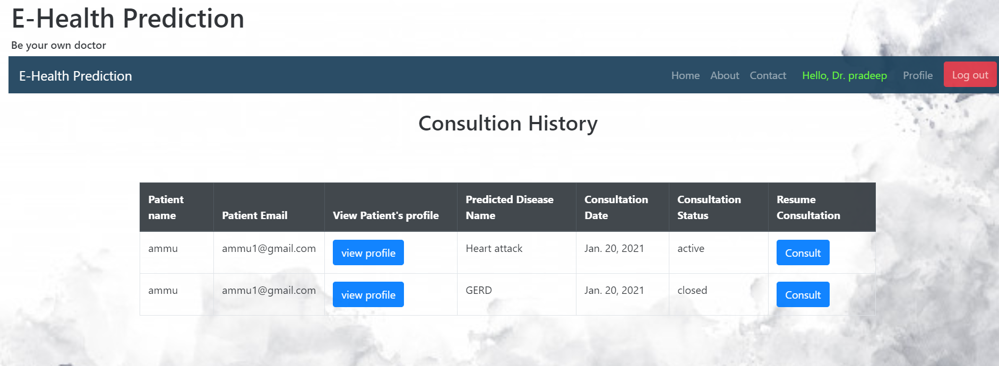 E-Health Prediction
Be your own doctor
E-Health Prediction Home About Contact Hello, Dr. pradeep Profile Log out
Consultion History
Patient name Patient Email View Patient's profile Predicted Disease Name Consultation Date Consultation Status Resume Consultation
ammu ammu1@gmail.com view profile Heart attack Jan. 20, 2021 active Consult
ammu ammu1@gmail.com view profile GERD Jan. 20, 2021 closed Consult